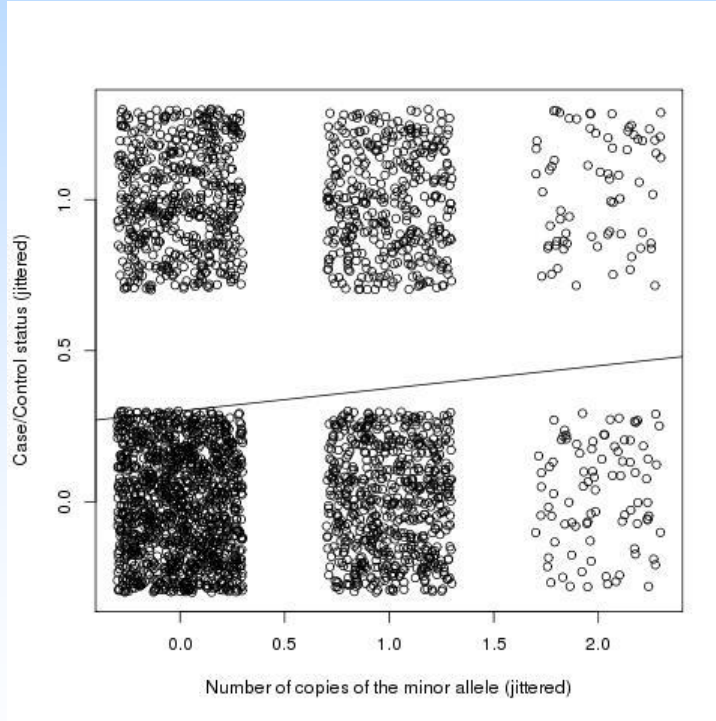 1.0
0.5
0.0
Case/Control status (jittered)
0.0 0.5 1.0 1.5 2.0
Number of copies of the minor allele (jittered)